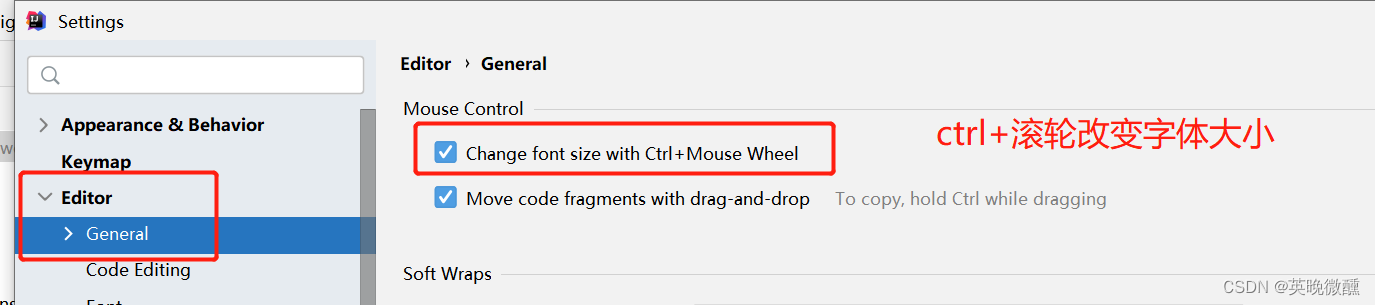 Settings
Editor › General
Mouse Control
Appearance & Behavior
Change font size with Ctrl+Mouse Wheel
ctrl+滚轮改变字体大小
Keymap
Editor
Move code fragments with drag-and-drop To copy, hold Ctrl while dragging
General
Code Editing
Soft Wraps
CSDN @英晚微醺